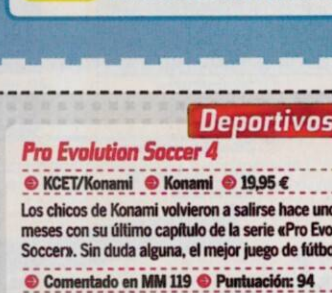 Deportivos
Pro Evolution Soccer 4
KCET/Konami Konami 19,95 €
Los chicos de Konami volvieron a salirse hace uno
meses con su último capítulo de la serie «Pro Evo
Soccer». Sin duda alguna, el mejor juego de fútbo
Comentado en MM 119 Puntuación: 94